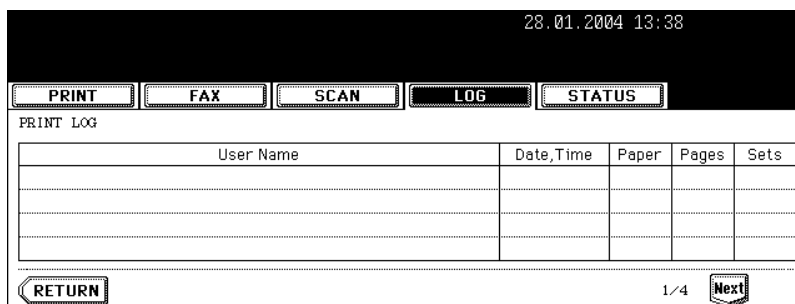 28.01.2004 13:38
PRINT FAX SCAN LOG STATUS
PRINT LOG
User Name Date,Time Paper Pages Sets
RETURN 1/4 Next